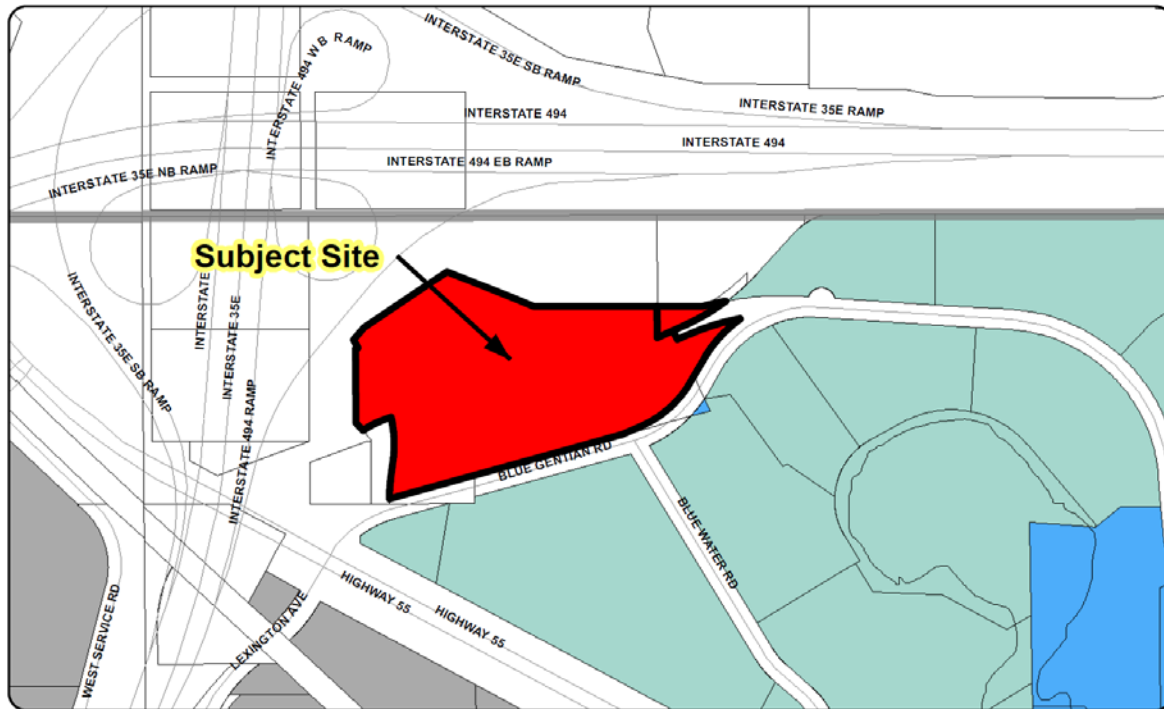 INTERSTATE 35E SB RAMP
INTERSTATE 494 W B RAMP
INTERSTATE 35E RAMP
INTERSTATE 494
INTERSTATE 494
INTERSTATE 494 EB RAMP
INTERSTATE 35E NB RAMP
Subject Site
INTERSTATE
INTERSTATE 35E
INTERSTATE 35E SB RAMP
INTERSTATE 494 RAMP
BLUE GENTIAN RD
BLUE WATER RD
HIGHWAY 55
HIGHWAY 55
LEXINGTON AVE
WEST SERVICE RD